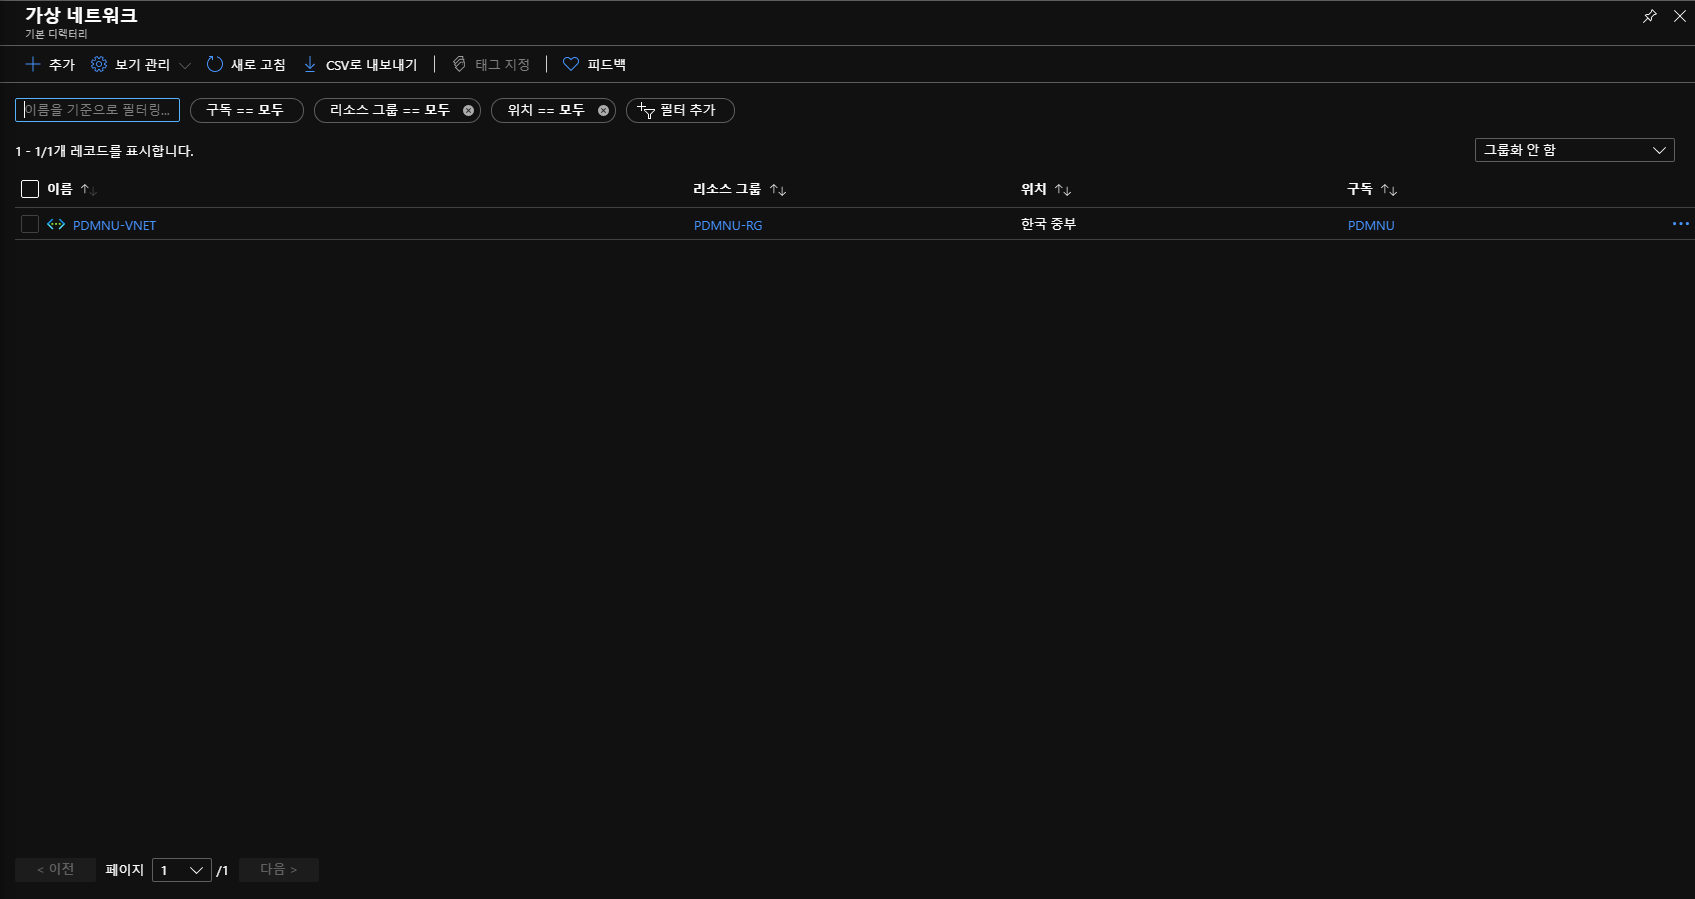 가상 네트워크
기본 디렉터리
추가 보기 관리 새로 고침 CSV로 내보내기 태그 지정 피드백
이름을 기준으로 필터링... 구독 == 모두 리소스 그룹 == 모두 위치 == 모두 필터 추가
1 - 1/1개 레코드를 표시합니다. 그룹화 안 함
이름 ↑↓ 리소스 그룹 ↑↓ 위치 ↑↓ 구독 ↑↓
PDMNU-VNET PDMNU-RG 한국 중부 PDMNU ...
< 이전 페이지 1 /1 다음 >